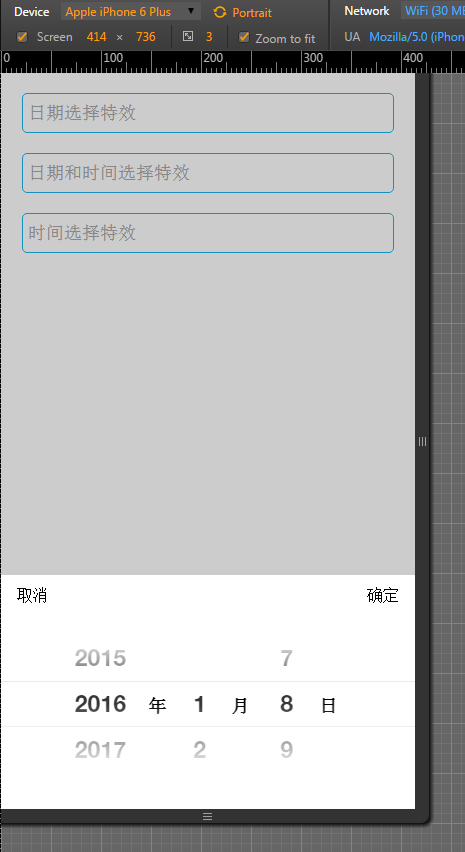 Device Apple iPhone 6 Plus Portrait Network WiFi (30 M
Screen 414 × 736 3 Zoom to fit UA Mozilla/5.0 (iPhon
0 100 200 300 400
日期选择特效
日期和时间选择特效
时间选择特效
取消 确定
2015 7
2016 年 1 月 8 日
2017 2 9